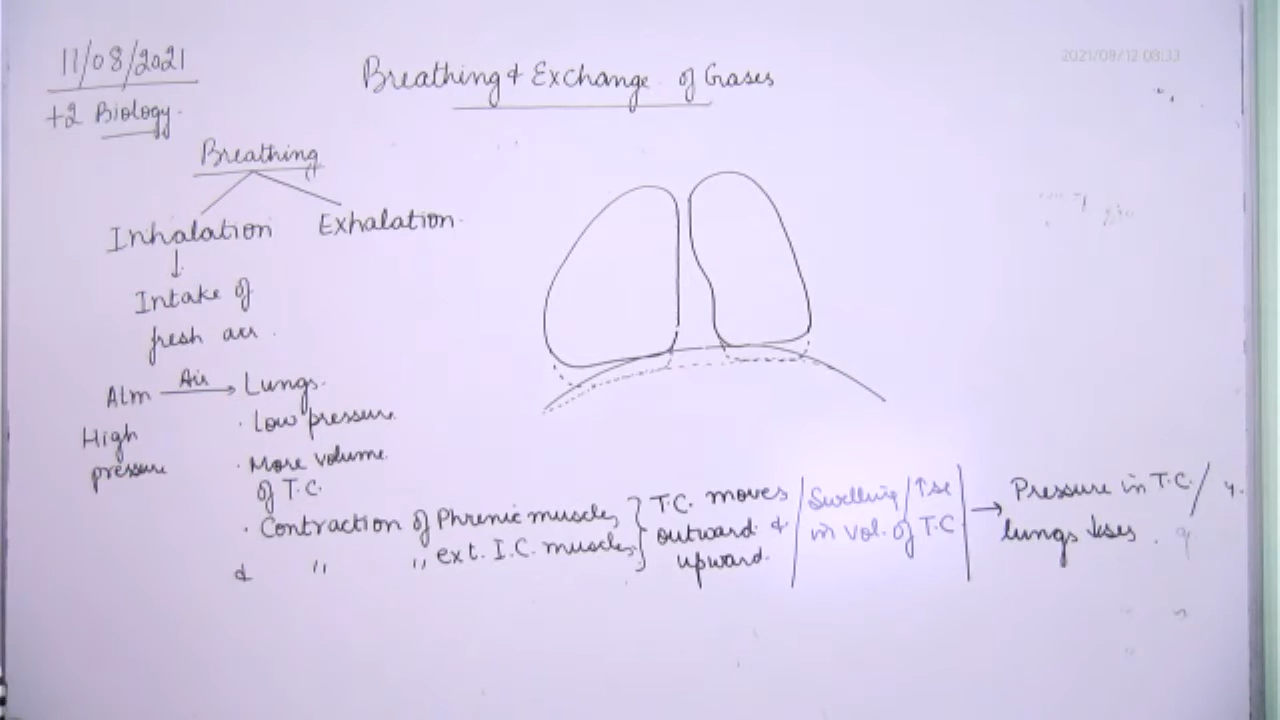 11/08/2021
2021/08/12 08:33
Breathing & Exchange of Gases
+2 Biology.
Breathing
Inhalation Exhalation.
↓
Intake of
fresh air.
Atm Air → Lungs.
High
pressure
· Low pressure.
· More volume
of T.C.
· Contraction of Phrenic muscles
& " " ext. I.C. muscles
} T.C. moves
outward &
upward.
/ Swelling / ↑se
in vol. of T.C
→ Pressure in T.C. /
lungs ↓ses.